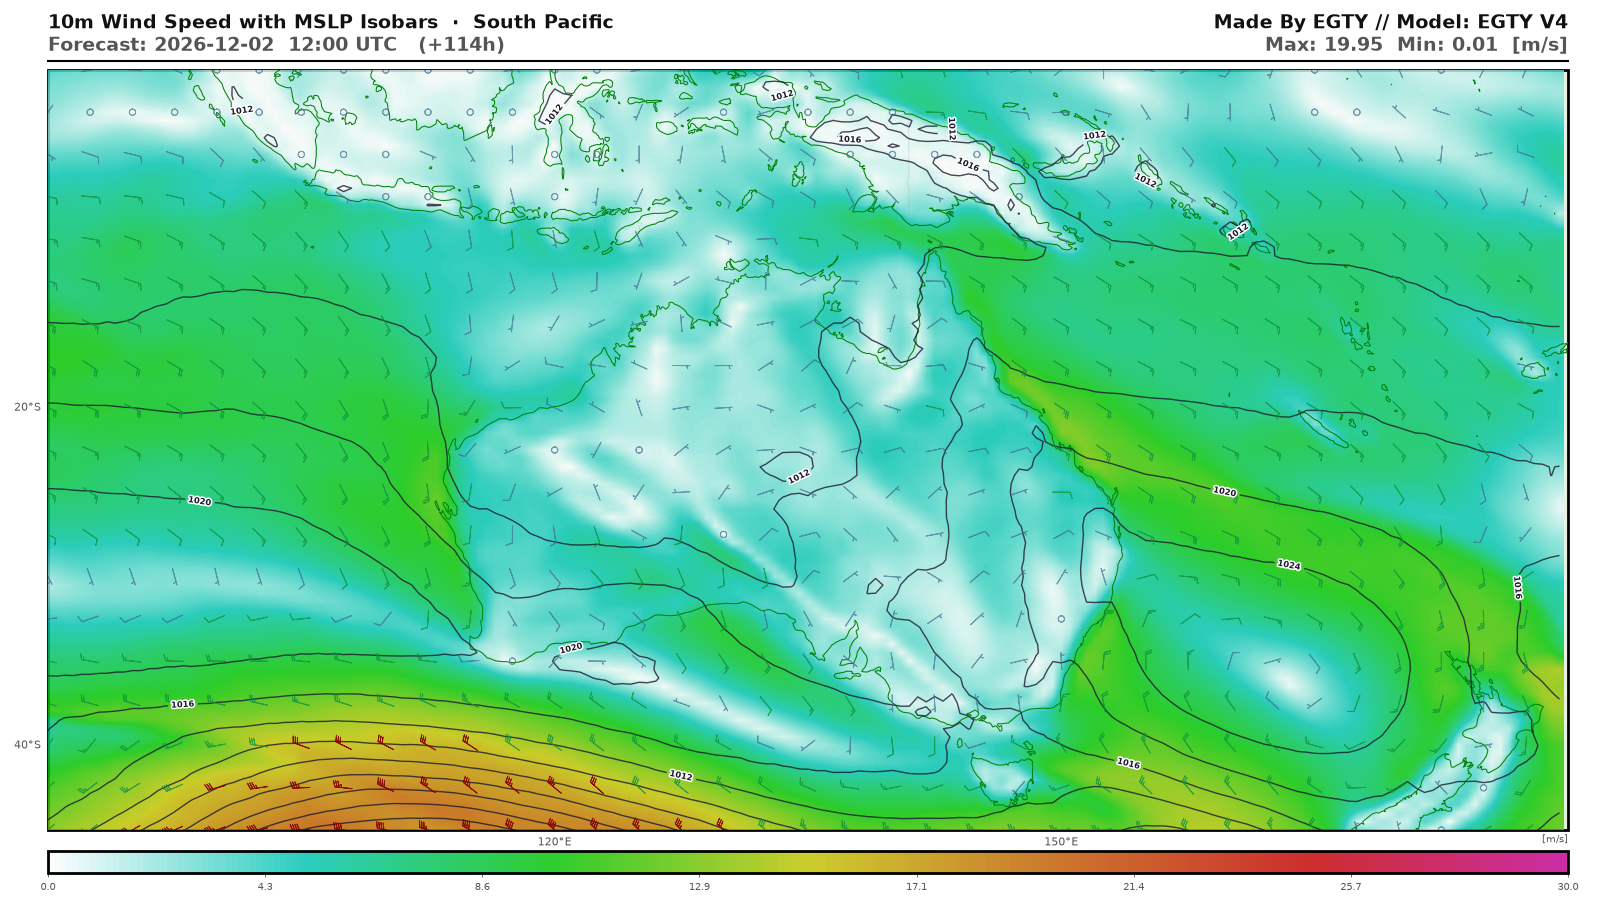 10m Wind Speed with MSLP Isobars · South Pacific
Made By EGTY // Model: EGTY V4
Forecast: 2026-12-02 12:00 UTC (+114h)
Max: 19.95 Min: 0.01 [m/s]
1012
1012
1012
1012
1012
1016
1016
1012
1012
20°S
1012
1020
1020
1024
1016
1020
1016
40°S
1016
1012
120°E
150°E
[m/s]
0.0
4.3
8.6
12.9
17.1
21.4
25.7
30.0